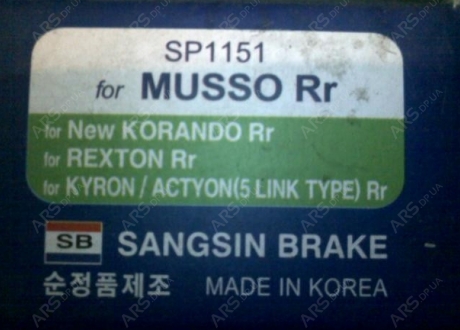 SP1151
for MUSSO Rr
for New KORANDO Rr
for REXTON Rr
for KYRON / ACTYON(5 LINK TYPE) Rr
SB SANGSIN BRAKE
순정품제조 MADE IN KOREA